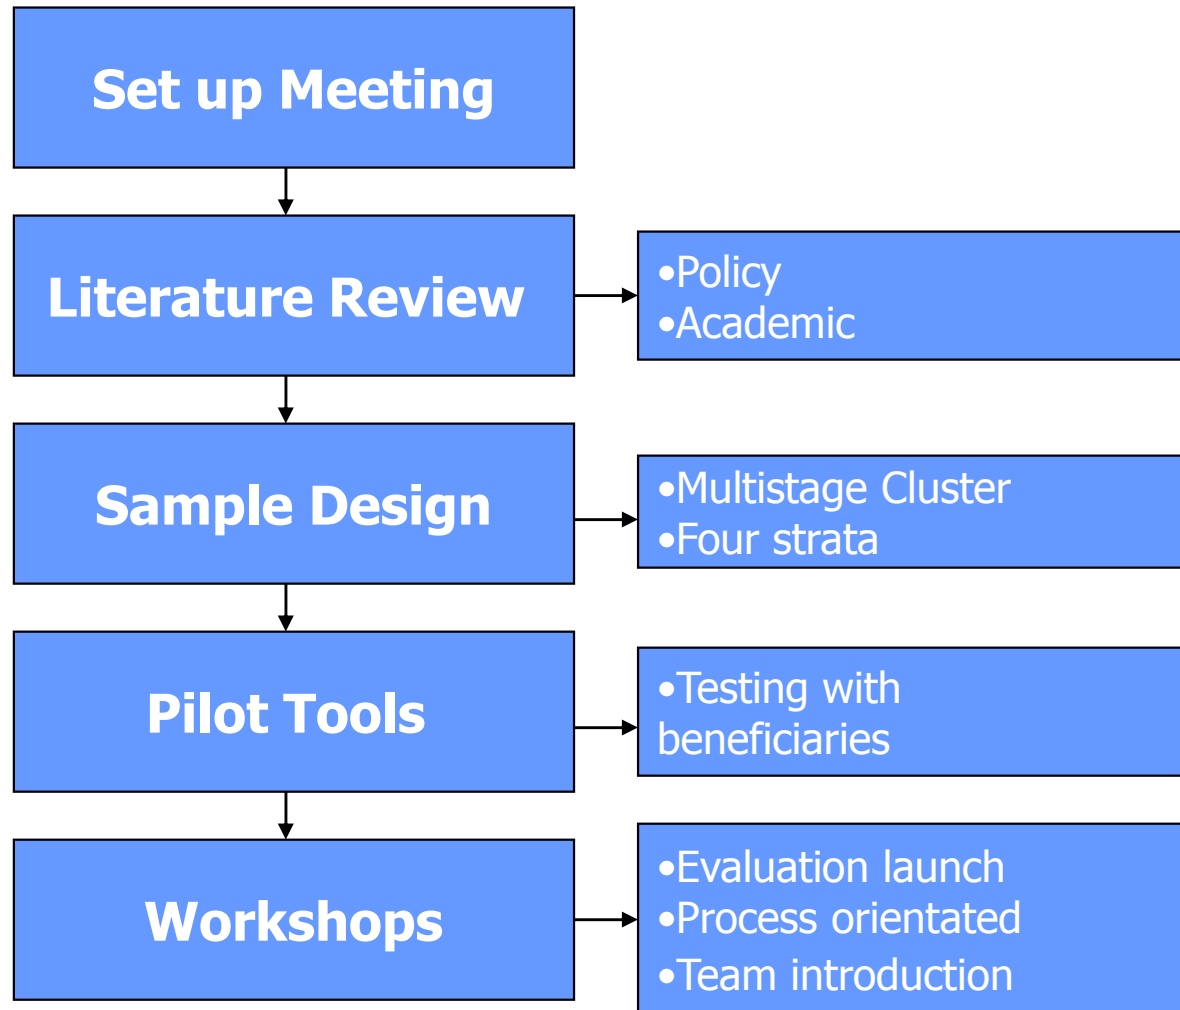 Set up Meeting
Literature Review
•Policy
•Academic
Sample Design
•Multistage Cluster
•Four strata
Pilot Tools
•Testing with
beneficiaries
Workshops
•Evaluation launch
•Process orientated
•Team introduction